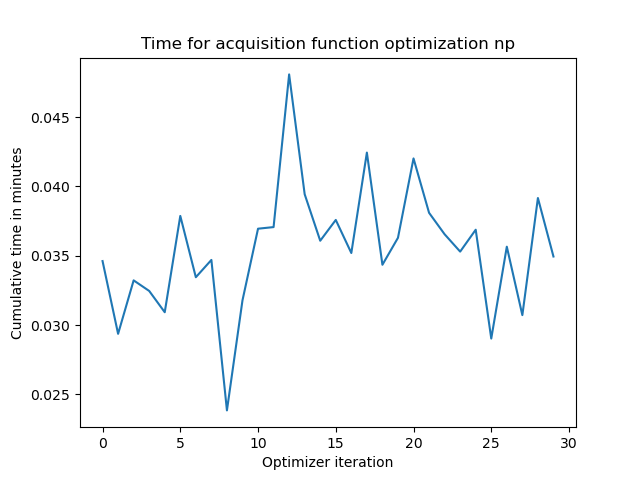 Time for acquisition function optimization np
Cumulative time in minutes
0.045
0.040
0.035
0.030
0.025
0 5 10 15 20 25 30
Optimizer iteration